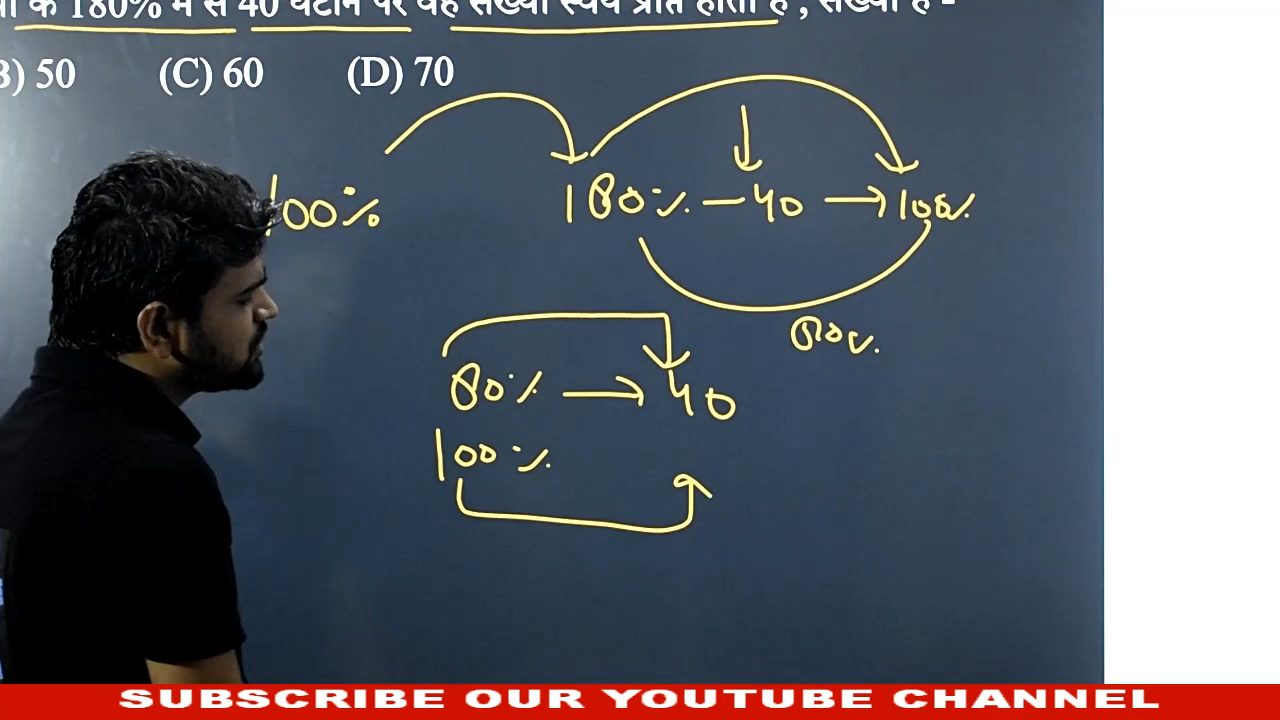 के 180% में से 40 घटाने पर वह संख्या स्वयं प्राप्त होती है , संख्या है -
B) 50 (C) 60 (D) 70
100% 180% - 40 → 100%
80%
80% → 40
100%
SUBSCRIBE OUR YOUTUBE CHANNEL